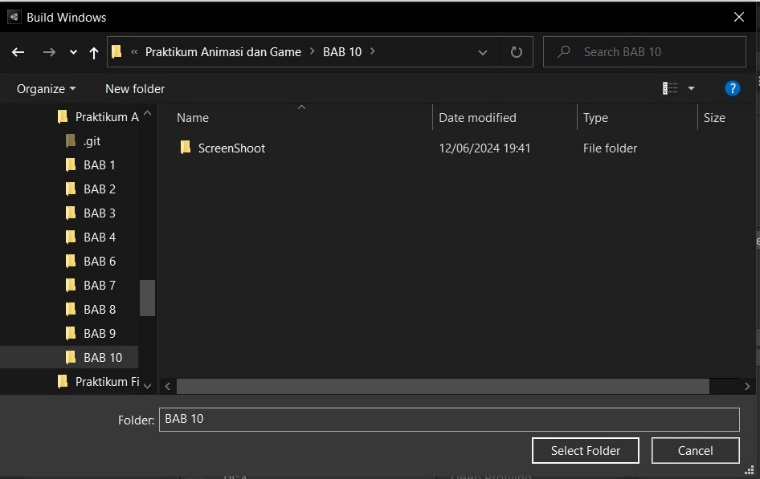 Build Windows
« Praktikum Animasi dan Game > BAB 10 >
Search BAB 10
Organize
New folder
?
Name
Date modified
Type
Size
Praktikum A
.git
BAB 1
BAB 2
BAB 3
BAB 4
BAB 6
BAB 7
BAB 8
BAB 9
BAB 10
Praktikum Fi
ScreenShoot
12/06/2024 19:41
File folder
Folder:
BAB 10
Select Folder
Cancel